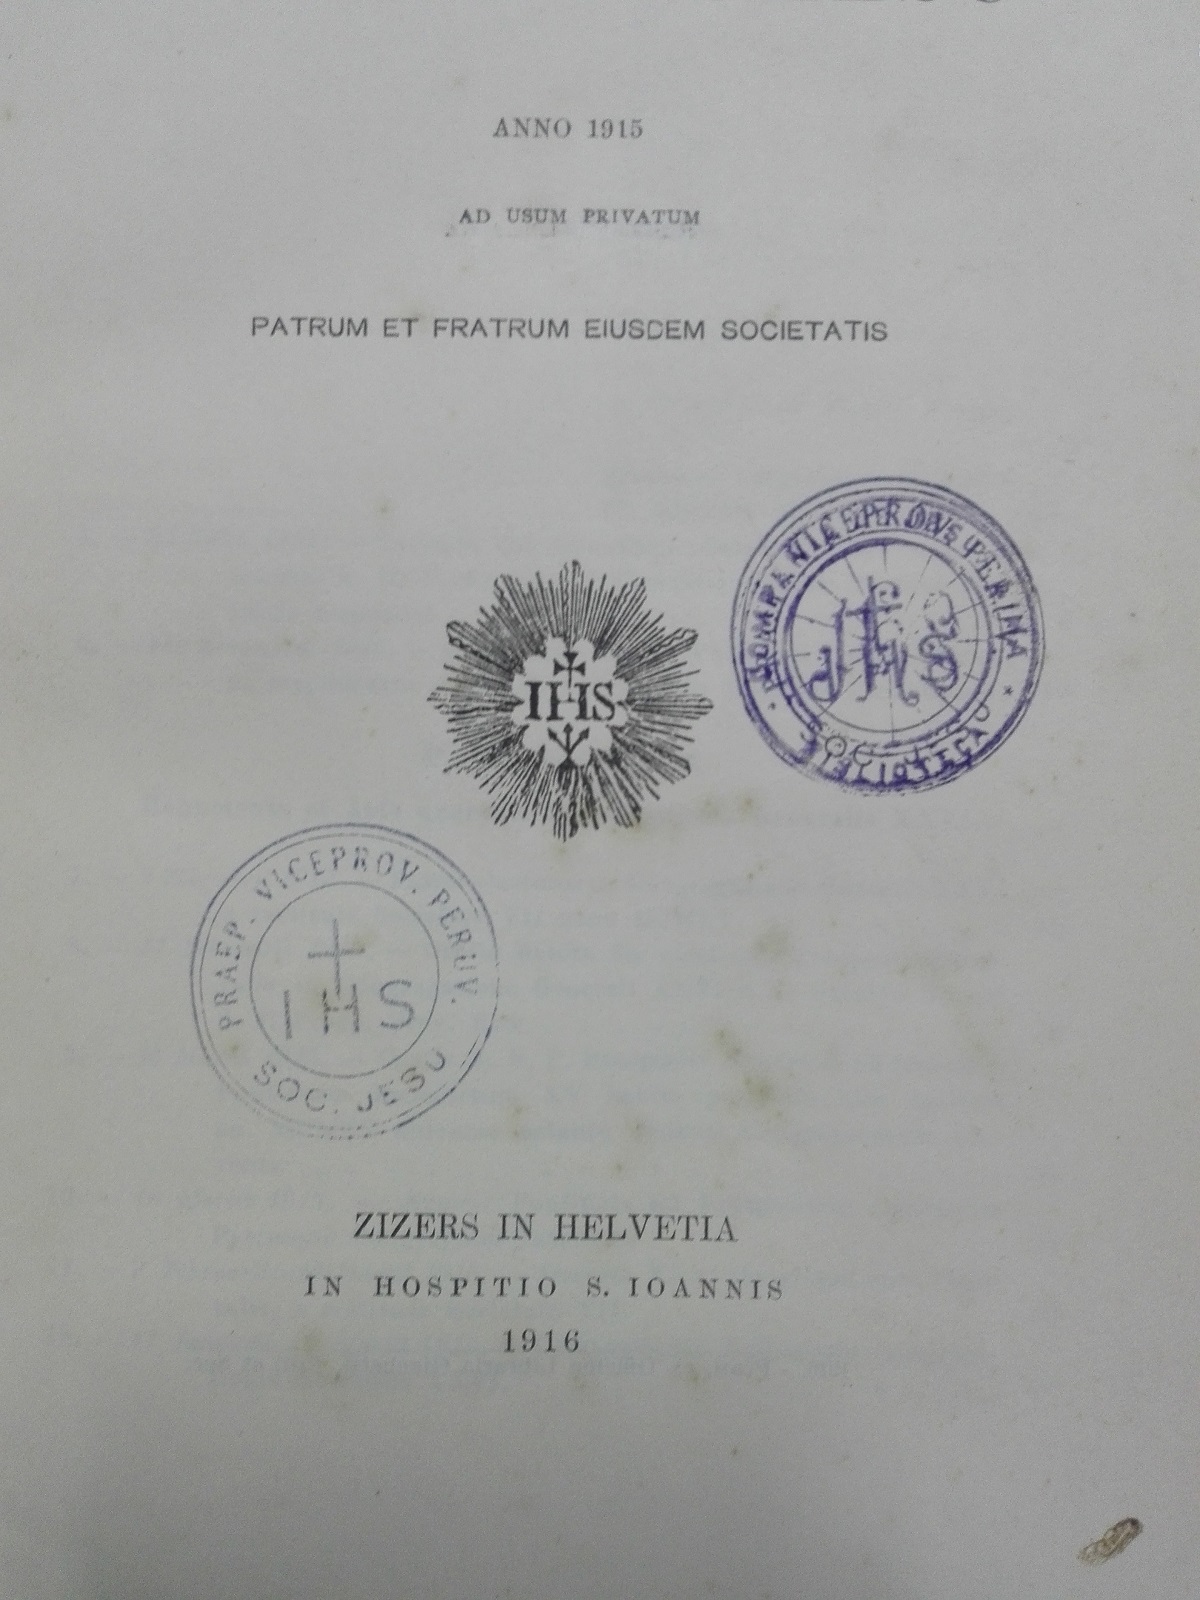 ANNO 1915
AD USUM PRIVATUM
PATRUM ET FRATRUM EIUSDEM SOCIETATIS
IHS
BIBLIOTECA
PRAEP. VICEPROV. PERUV.
IHS
SOC. JESU
ZIZERS IN HELVETIA
IN HOSPITIO S. IOANNIS
1916